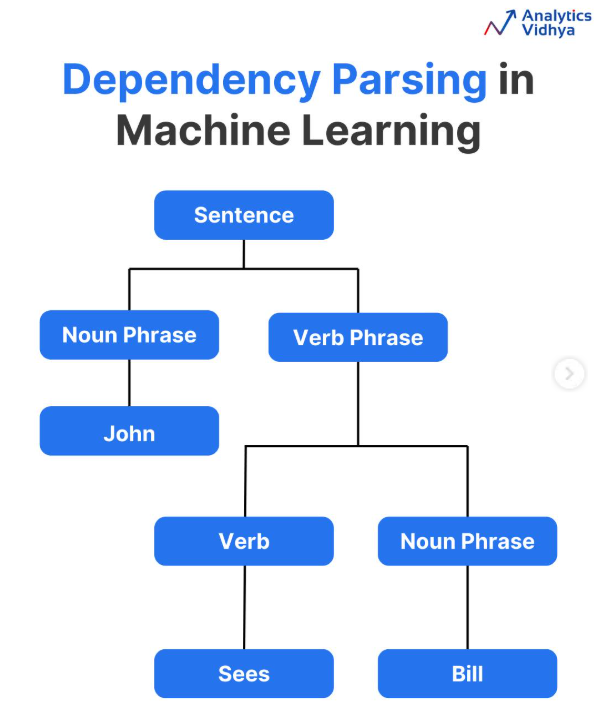 Analytics
Vidhya
Dependency Parsing in
Machine Learning
Sentence
Noun Phrase
Verb Phrase
John
Verb
Noun Phrase
Sees
Bill